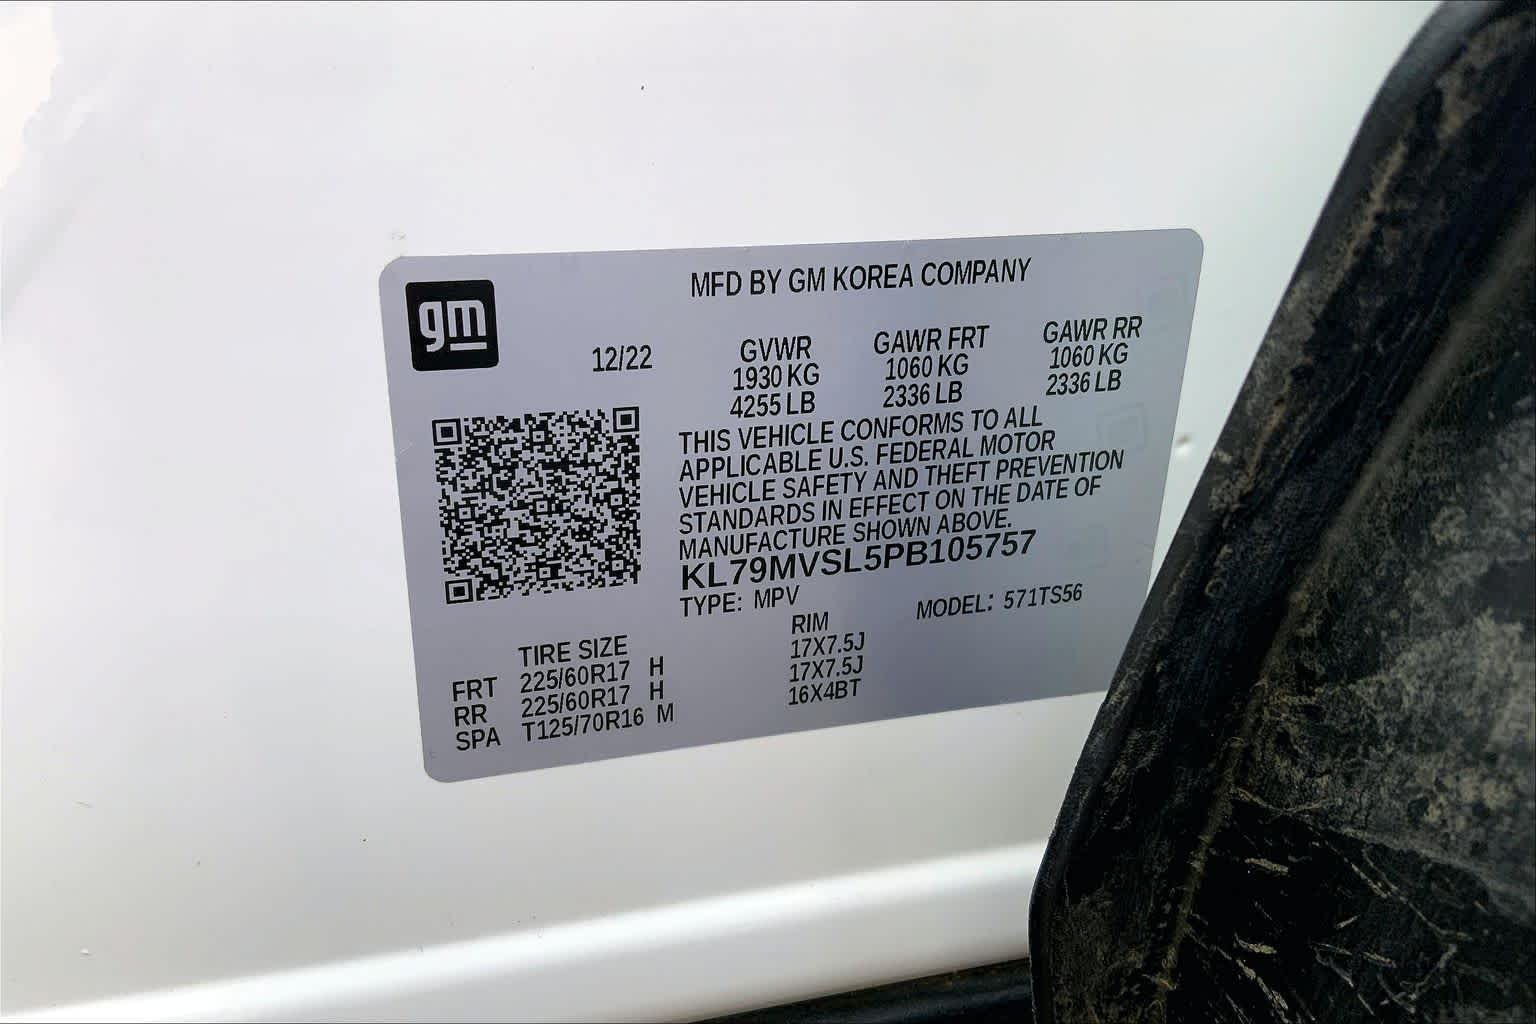 gm
MFD BY GM KOREA COMPANY
12/22
GVWR GAWR FRT GAWR RR
1930 KG 1060 KG 1060 KG
4255 LB 2336 LB 2336 LB
THIS VEHICLE CONFORMS TO ALL
APPLICABLE U.S. FEDERAL MOTOR
VEHICLE SAFETY AND THEFT PREVENTION
STANDARDS IN EFFECT ON THE DATE OF
MANUFACTURE SHOWN ABOVE.
KL79MVSL5PB105757
TYPE: MPV MODEL: 571TS56
TIRE SIZE RIM
FRT 225/60R17 H 17X7.5J
RR 225/60R17 H 17X7.5J
SPA T125/70R16 M 16X4BT